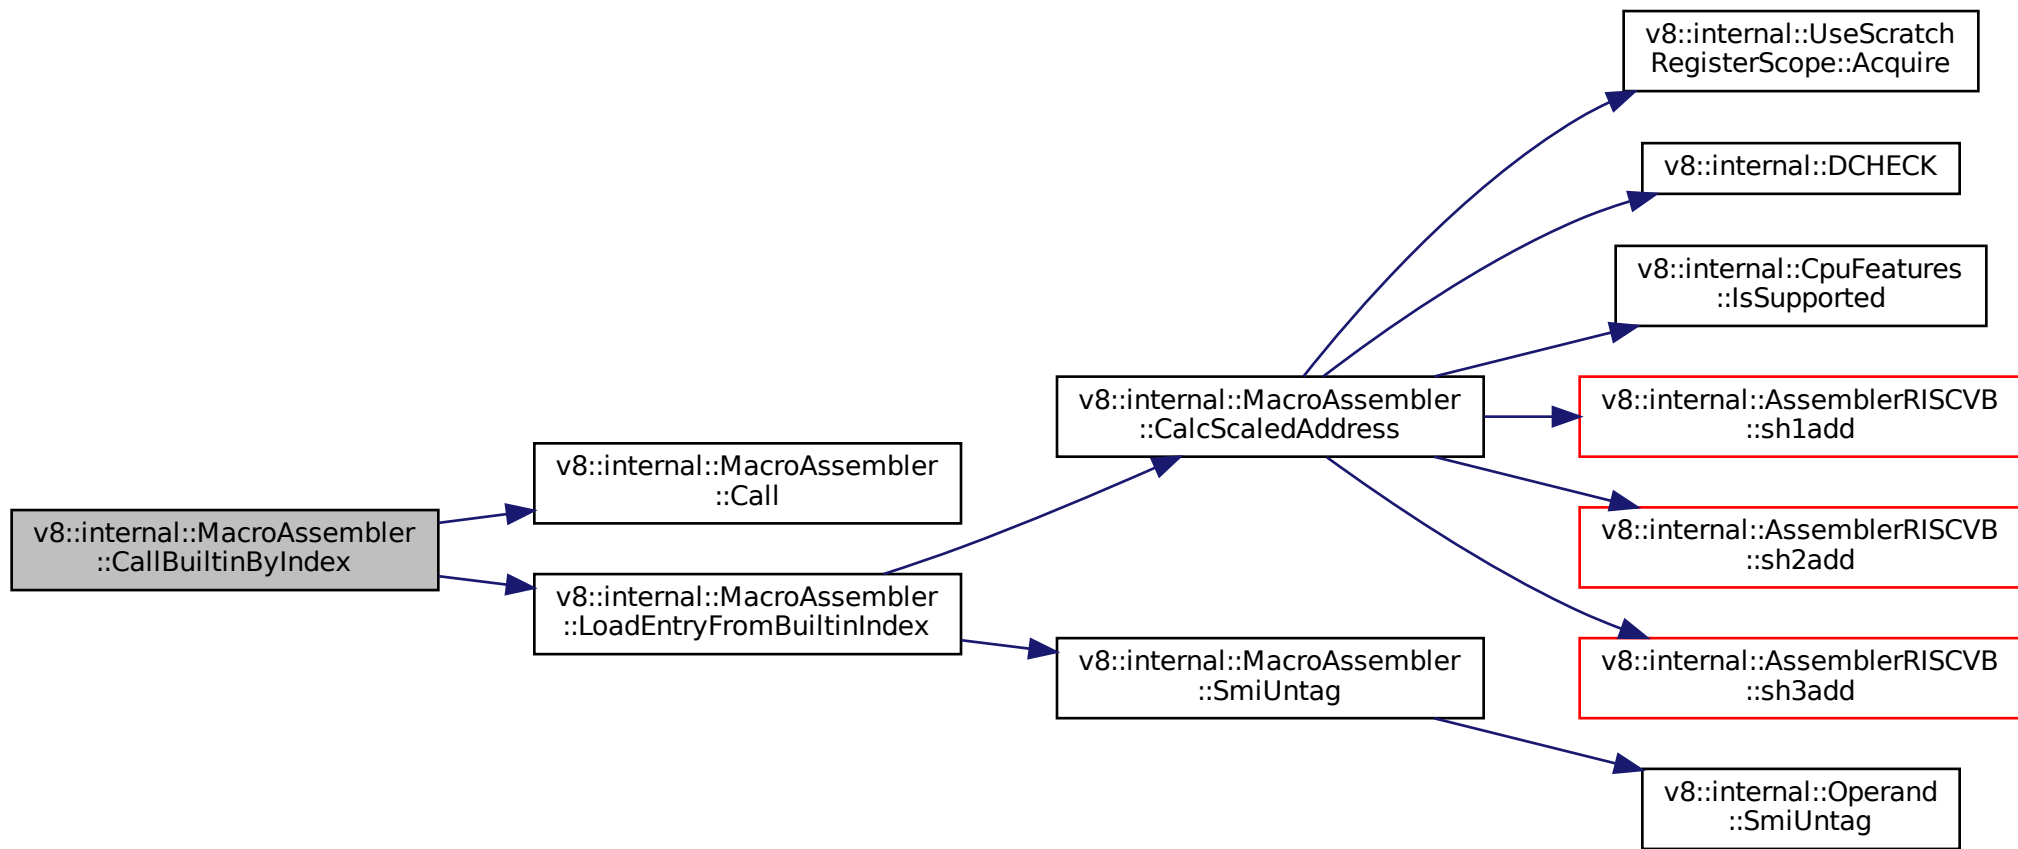 v8::internal::MacroAssembler
::CallBuiltinByIndex
v8::internal::MacroAssembler
::Call
v8::internal::MacroAssembler
::LoadEntryFromBuiltinIndex
v8::internal::MacroAssembler
::CalcScaledAddress
v8::internal::MacroAssembler
::SmiUntag
v8::internal::UseScratch
RegisterScope::Acquire
v8::internal::DCHECK
v8::internal::CpuFeatures
::IsSupported
v8::internal::AssemblerRISCVB
::sh1add
v8::internal::AssemblerRISCVB
::sh2add
v8::internal::AssemblerRISCVB
::sh3add
v8::internal::Operand
::SmiUntag